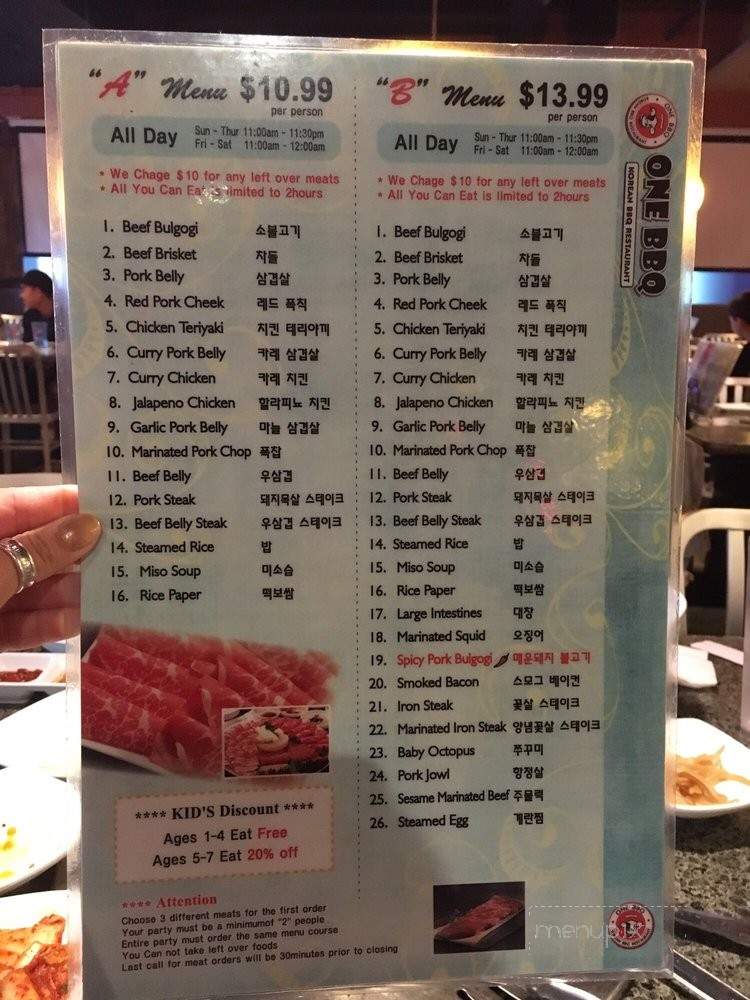 "A" Menu $10.99
per person
All Day
Sun - Thur 11:00am - 11:30pm
Fri - Sat 11:00am - 12:00am
* We Chage $10 for any left over meats
* All You Can Eat is limited to 2hours
1. Beef Bulgogi 소불고기
2. Beef Brisket 차돌
3. Pork Belly 삼겹살
4. Red Pork Cheek 레드 폭칙
5. Chicken Teriyaki 치킨 테리야끼
6. Curry Pork Belly 카레 삼겹살
7. Curry Chicken 카레 치킨
8. Jalapeno Chicken 할라피뇨 치킨
9. Garlic Pork Belly 마늘 삼겹살
10. Marinated Pork Chop 폭찹
11. Beef Belly 우삼겹
12. Pork Steak 돼지목살 스테이크
13. Beef Belly Steak 우삼겹 스테이크
14. Steamed Rice 밥
15. Miso Soup 미소습
16. Rice Paper 떡보쌈
**** KID'S Discount ****
Ages 1-4 Eat Free
Ages 5-7 Eat 20% off
**** Attention
Choose 3 different meats for the first order
Your party must be a minimumof "2" people
Entire party must order the same menu course
You Can not take left over foods
Last call for meat orders will be 30minutes prior to closing
"B" Menu $13.99
per person
All Day
Sun - Thur 11:00am - 11:30pm
Fri - Sat 11:00am - 12:00am
* We Chage $10 for any left over meats
* All You Can Eat is limited to 2hours
1. Beef Bulgogi 소불고기
2. Beef Brisket 차돌
3. Pork Belly 삼겹살
4. Red Pork Cheek 레드 폭칙
5. Chicken Teriyaki 치킨 테리야끼
6. Curry Pork Belly 카레 삼겹살
7. Curry Chicken 카레 치킨
8. Jalapeno Chicken 할라피뇨 치킨
9. Garlic Pork Belly 마늘 삼겹살
10. Marinated Pork Chop 폭찹
11. Beef Belly 우삼겹
12. Pork Steak 돼지목살 스테이크
13. Beef Belly Steak 우삼겹 스테이크
14. Steamed Rice 밥
15. Miso Soup 미소습
16. Rice Paper 떡보쌈
17. Large Intestines 대창
18. Marinated Squid 오징어
19. Spicy Pork Bulgogi 매운돼지 불고기
20. Smoked Bacon 스모그 베이컨
21. Iron Steak 꽃살 스테이크
22. Marinated Iron Steak 양념꽃살 스테이크
23. Baby Octopus 쭈꾸미
24. Pork Jowl 항정살
25. Sesame Marinated Beef 주물럭
26. Steamed Egg 계란찜
ONE BBQ
ONE BBQ
KOREAN BBQ RESTAURANT
ONE BBQ
menupix